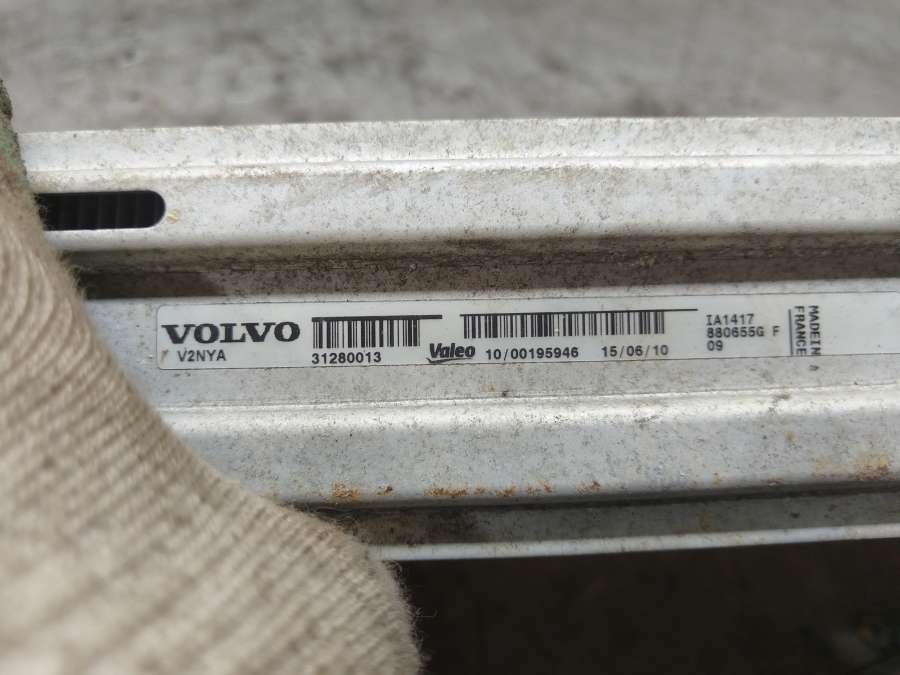 VOLVO
V2NYA
31280013
Valeo
10/00195946 15/06/10
IA1417
880655G F
09
MADE IN
FRANCE A